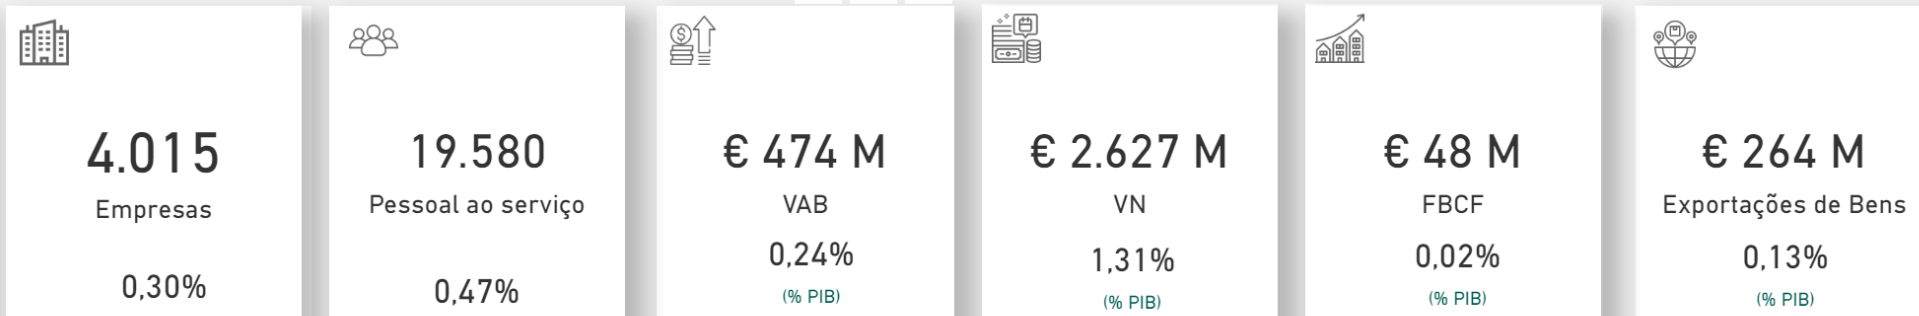 4.015
Empresas
0,30%
19.580
Pessoal ao serviço
0,47%
€ 474 M
VAB
0,24%
(% PIB)
€ 2.627 M
VN
1,31%
(% PIB)
€ 48 M
FBCF
0,02%
(% PIB)
€ 264 M
Exportações de Bens
0,13%
(% PIB)